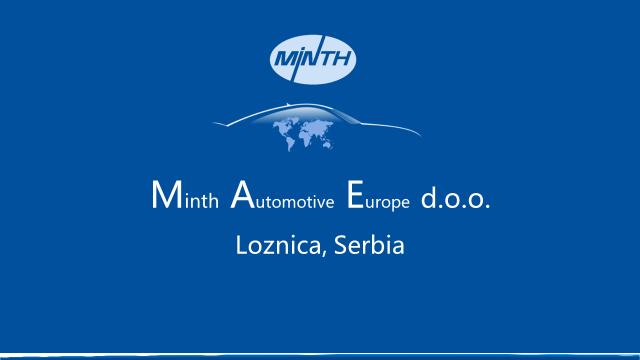 MINTH
Minth Automotive Europe d.o.o.
Loznica, Serbia